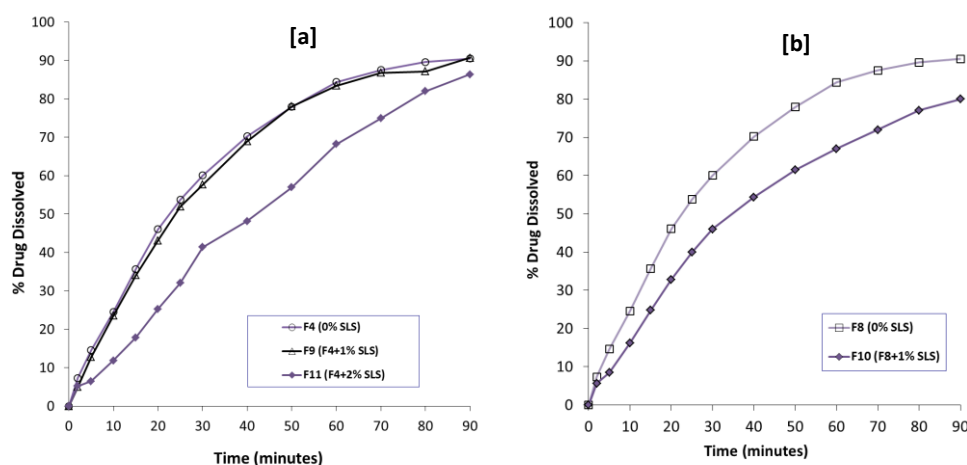 [a]
% Drug Dissolved
100
90
80
70
60
50
40
30
20
10
0
0 10 20 30 40 50 60 70 80 90
Time (minutes)
F4 (0% SLS)
F9 (F4+1% SLS)
F11 (F4+2% SLS)
[b]
% Drug Dissolved
100
90
80
70
60
50
40
30
20
10
0
0 10 20 30 40 50 60 70 80 90
Time (minutes)
F8 (0% SLS)
F10 (F8+1% SLS)